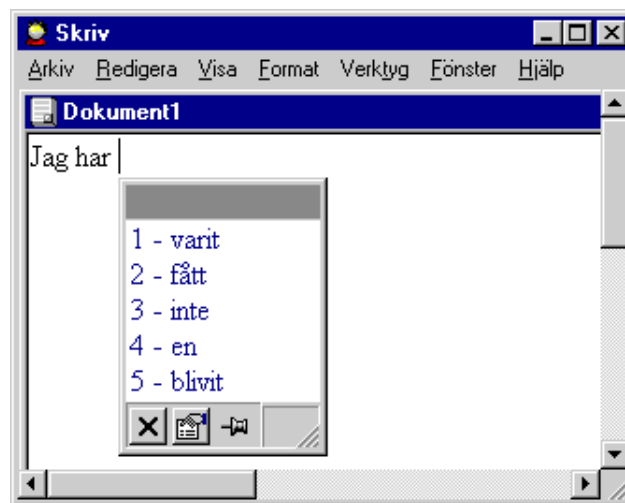 Skriv
Arkiv Redigera Visa Format Verktyg Fönster Hjälp
Dokument1
Jag har
1 - varit
2 - fått
3 - inte
4 - en
5 - blivit